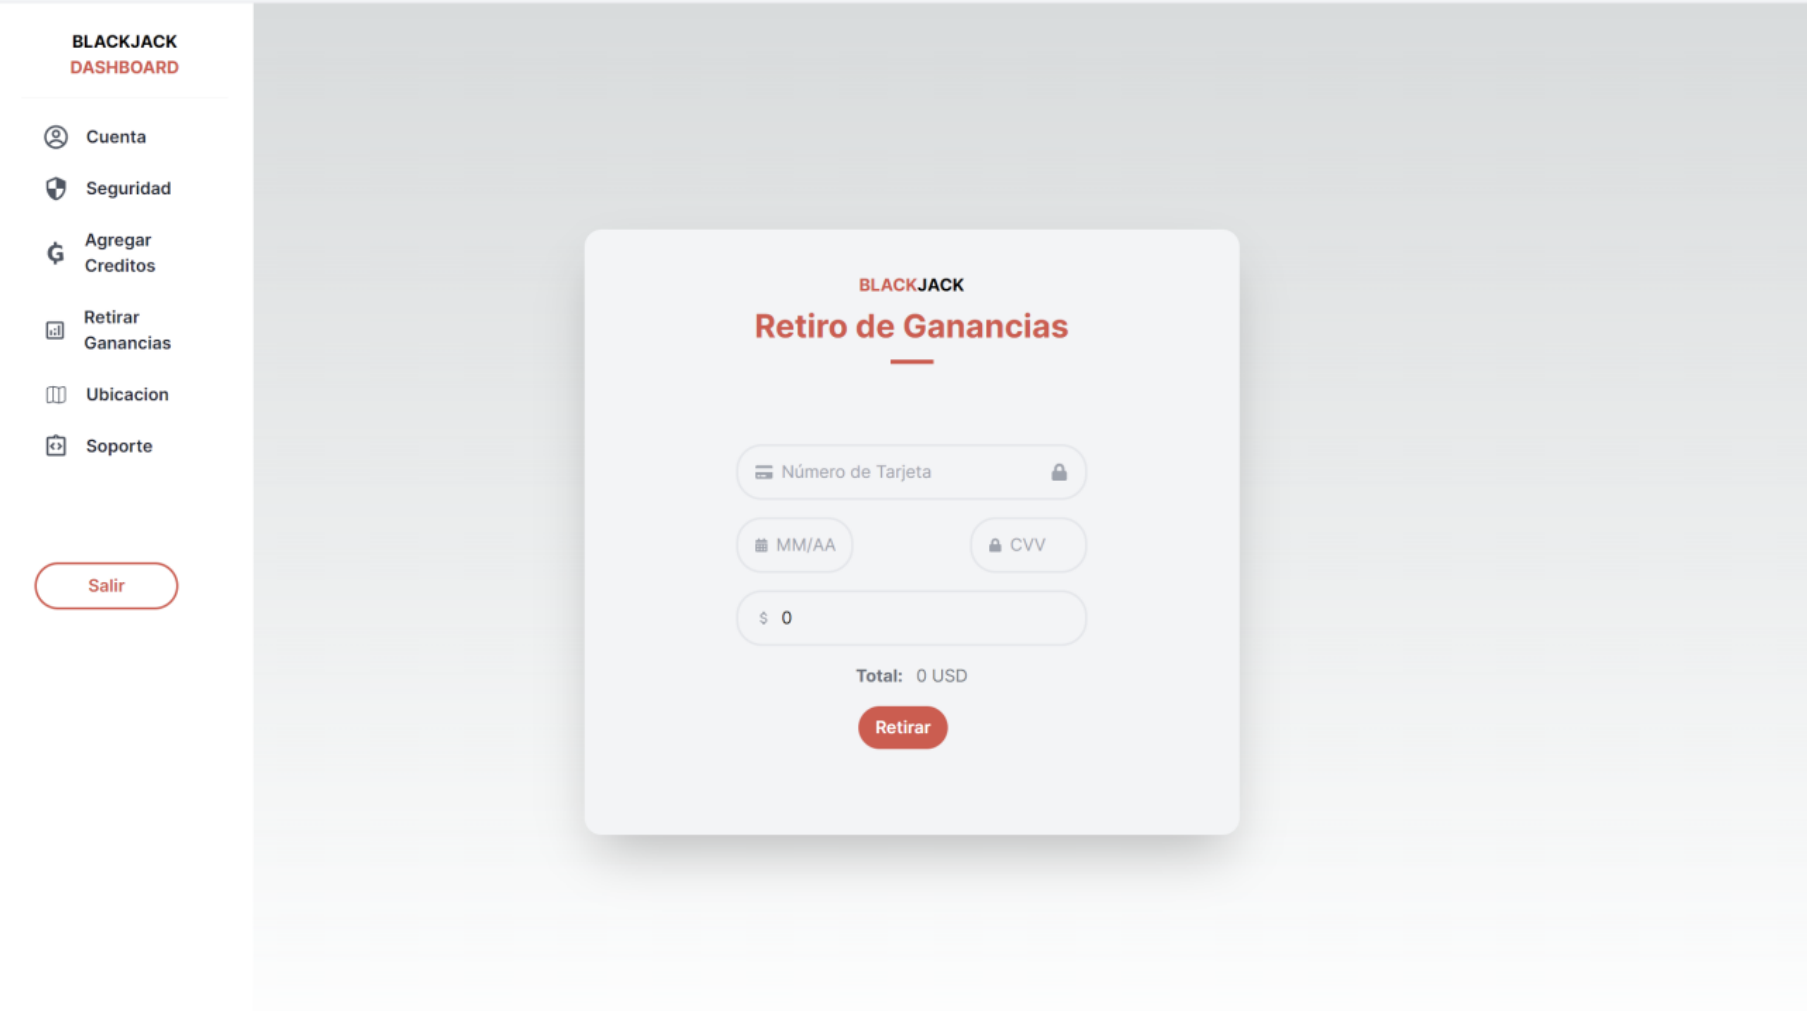 BLACKJACK
DASHBOARD
Cuenta
Seguridad
Agregar
Creditos
Retirar
Ganancias
Ubicacion
Soporte
Salir
BLACKJACK
Retiro de Ganancias
Número de Tarjeta
MM/AA CVV
$ 0
Total: 0 USD
Retirar